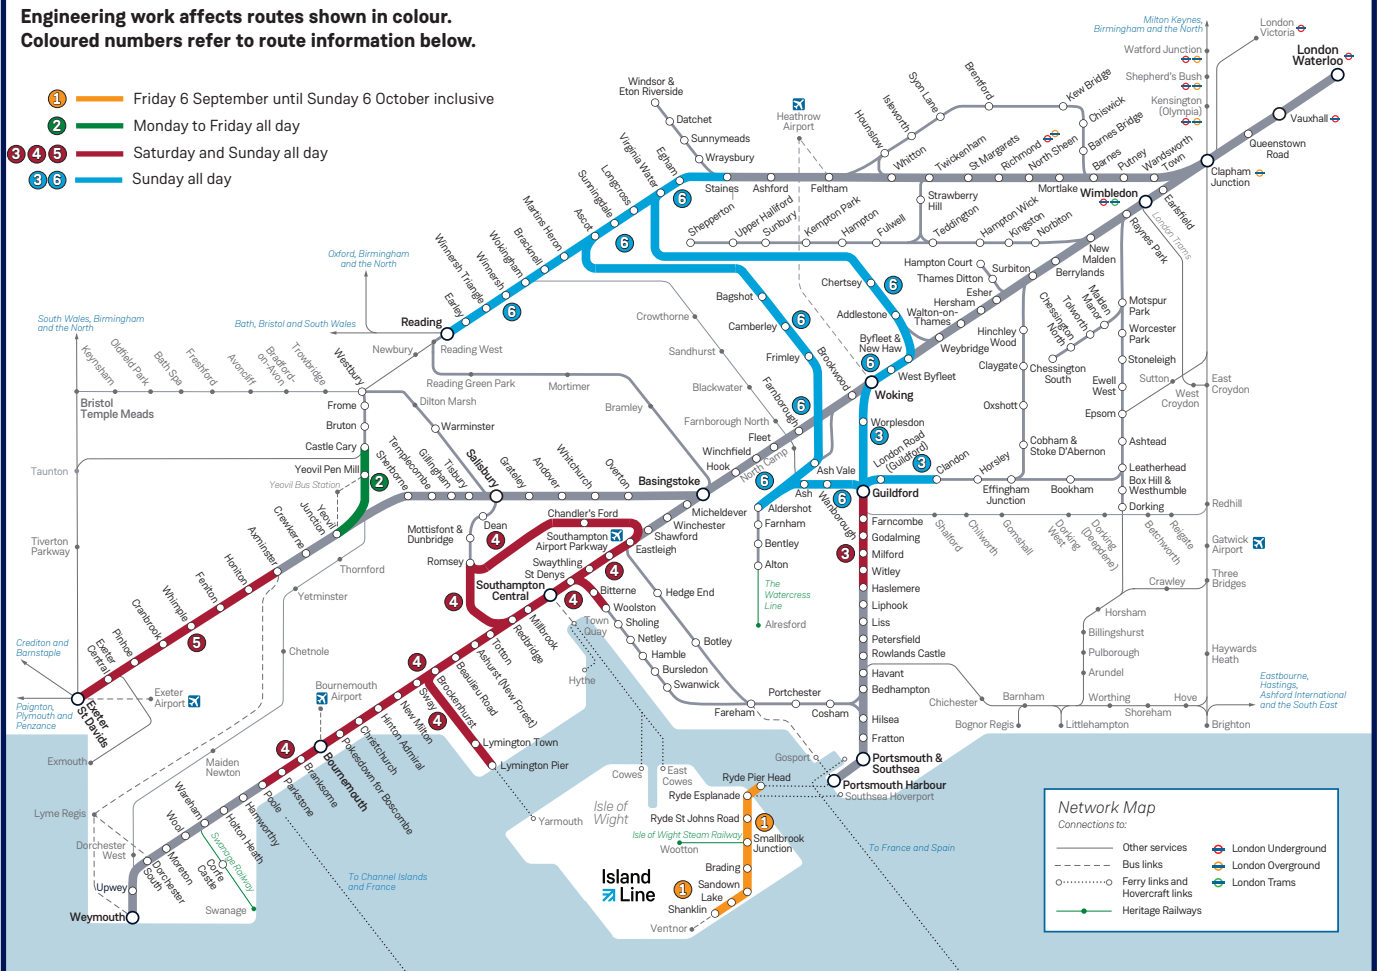 Engineering work affects routes shown in colour.
Coloured numbers refer to route information below.
1 Friday 6 September until Sunday 6 October inclusive
2 Monday to Friday all day
3 4 5 Saturday and Sunday all day
3 6 Sunday all day
Milton Keynes,
Birmingham and the North
London
Victoria
Watford Junction
London
Waterloo
Shepherd's Bush
Kensington
(Olympia)
Vauxhall
Queenstown
Road
Clapham
Junction
Windsor &
Eton Riverside
Datchet
Sunnymeads
Wraysbury
Heathrow
Airport
Hounslow
Isleworth
Syon Lane
Brentford
Kew Bridge
Chiswick
Barnes Bridge
Whitton
Twickenham
St Margarets
Richmond
North Sheen
Barnes
Putney
Wandsworth
Town
Mortlake
Wimbledon
Earlsfield
London Trams
Raynes Park
Staines
Ashford
Feltham
Strawberry
Hill
Egham
Virginia Water
Longcross
Sunningdale
Ascot
Martins Heron
Bracknell
Wokingham
Winnersh
Winnersh Triangle
Earley
Reading
6
6
6
Shepperton
Upper Halliford
Sunbury
Kempton Park
Hampton
Fulwell
Teddington
Hampton Wick
Kingston
Norbiton
New
Malden
Berrylands
Hampton Court
Thames Ditton
Surbiton
Esher
Hersham
Walton-on-
Thames
Weybridge
Chertsey
6
Addlestone
Byfleet &
New Haw
6
West Byfleet
Woking
Bagshot
Camberley
6
Frimley
Brookwood
Farnborough
6
Hinchley
Wood
Claygate
Oxshott
Cobham &
Stoke D'Abernon
Chessington
North
Tolworth
Malden
Manor
Chessington
South
Motspur
Park
Worcester
Park
Stoneleigh
Ewell
West
Epsom
Ashtead
Leatherhead
Box Hill &
Westhumble
Dorking
Sutton
West
Croydon
East
Croydon
Redhill
Gatwick
Airport
Three
Bridges
Crawley
Horsham
Billingshurst
Pulborough
Arundel
Haywards
Heath
Oxford, Birmingham
and the North
South Wales, Birmingham
and the North
Bath, Bristol and South Wales
Newbury
Reading West
Reading Green Park
Mortimer
Bramley
Crowthorne
Sandhurst
Blackwater
Farnborough North
North Camp
Keynsham
Oldfield Park
Bath Spa
Freshford
Avoncliff
Bradford-
on-Avon
Trowbridge
Westbury
Bristol
Temple Meads
Frome
Bruton
Castle Cary
Dilton Marsh
Warminster
Taunton
Yeovil Pen Mill
2
Yeovil Bus Station
Yeovil
Junction
Sherborne
Templecombe
Gillingham
Tisbury
Salisbury
Grateley
Andover
Whitchurch
Overton
Basingstoke
Hook
Winchfield
Fleet
Worplesdon
3
London Road
(Guildford)
3
Clandon
Horsley
Effingham
Junction
Bookham
Guildford
Ash Vale
Ash
Wanborough
6
6
Aldershot
Farnham
Bentley
Alton
The
Watercress
Line
Alresford
Farncombe
Godalming
3
Milford
Witley
Haslemere
Liphook
Liss
Petersfield
Rowlands Castle
Havant
Bedhampton
Hilsea
Fratton
Portsmouth &
Southsea
Portsmouth Harbour
Southsea Hoverport
Gosport
Shalford
Chilworth
Gomshall
Dorking
West
Dorking
(Deepdene)
Betchworth
Reigate
Tiverton
Parkway
Crewkerne
Axminster
Honiton
Feniton
Whimple
Cranbrook
Pinhoe
Exeter
Central
5
Exeter
St Davids
Crediton and
Barnstaple
Paignton,
Plymouth and
Penzance
Exeter
Airport
Exmouth
Thornford
Yetminster
Chetnole
Maiden
Newton
Lyme Regis
Dorchester
West
Dorchester
South
Upwey
Weymouth
Moreton
Wool
Wareham
Holton Heath
Hamworthy
Poole
Parkstone
Branksome
Bournemouth
4
Bournemouth
Airport
Pokesdown for Boscombe
Christchurch
Hinton Admiral
New Milton
Sway
Brockenhurst
4
4
Beaulieu Road
Ashurst (New Forest)
Totton
Redbridge
Millbrook
Lymington Town
Lymington Pier
Swanage Railway
Corfe
Castle
Swanage
Micheldever
Winchester
Shawford
Eastleigh
Chandler's Ford
Southampton
Airport Parkway
Mottisfont &
Dunbridge
Dean
4
Romsey
4
Swaythling
St Denys
4
Southampton
Central
4
Bitterne
Woolston
Sholing
Netley
Hamble
Bursledon
Swanwick
Hedge End
Botley
Fareham
Portchester
Cosham
Town
Quay
Hythe
Chichester
Barnham
Bognor Regis
Littlehampton
Worthing
Shoreham
Hove
Brighton
Eastbourne,
Hastings,
Ashford International
and the South East
Cowes
East
Cowes
Isle of
Wight
Yarmouth
Ryde Pier Head
Ryde Esplanade
Ryde St Johns Road
1
Isle of Wight Steam Railway
Wootton
Smallbrook
Junction
Brading
Sandown
1
Lake
Shanklin
Ventnor
Island
Line
To Channel Islands
and France
To France and Spain
Network Map
Connections to:
Other services
Bus links
Ferry links and
Hovercraft links
Heritage Railways
London Underground
London Overground
London Trams